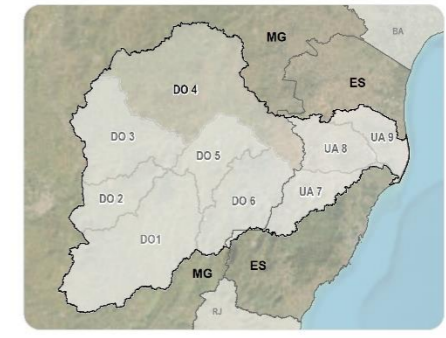 BA
MG
ES
DO 4
DO 3
UA 9
UA 8
DO 5
UA 7
DO 2
DO 6
DO1
MG
ES
RJ